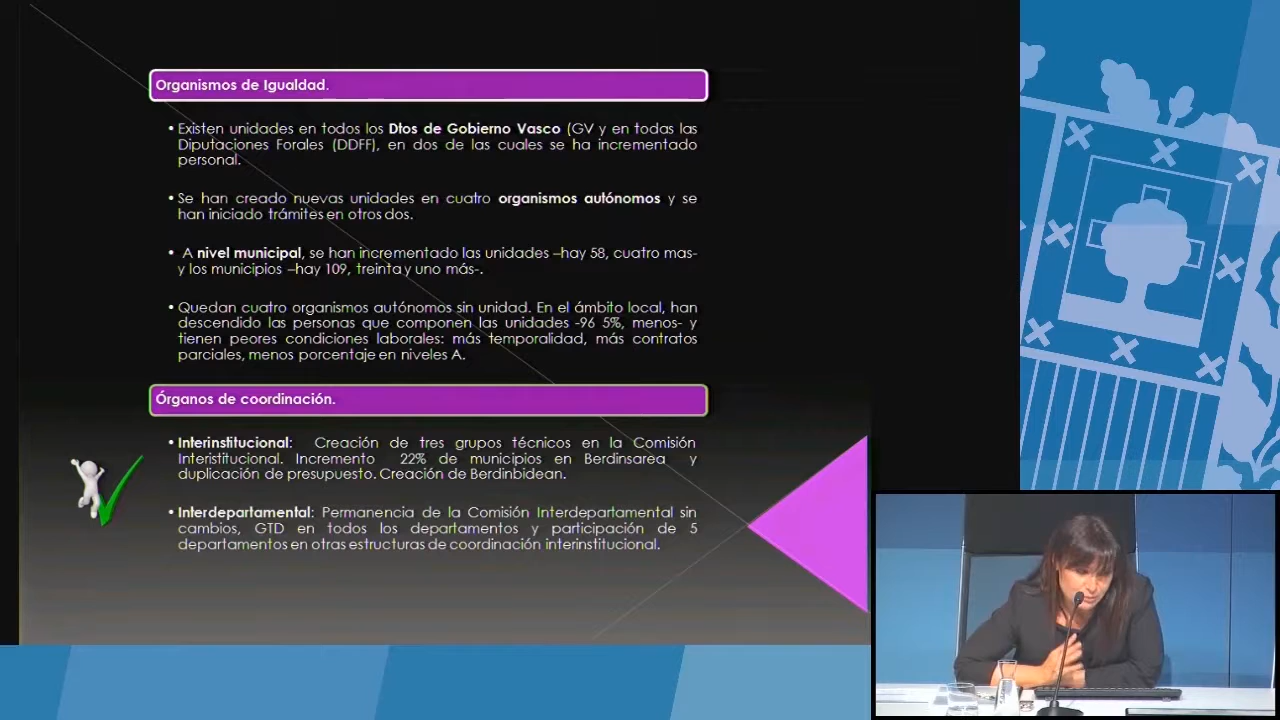 Organismos de Igualdad.
• Existen unidades en todos los Dtos de Gobierno Vasco (GV y en todas las
Diputaciones Forales (DDFF), en dos de las cuales se ha incrementado
personal.
• Se han creado nuevas unidades en cuatro organismos autónomos y se
han iniciado trámites en otros dos.
• A nivel municipal, se han incrementado las unidades –hay 58, cuatro mas-
y los municipios –hay 109, treinta y uno más-.
• Quedan cuatro organismos autónomos sin unidad. En el ámbito local, han
descendido las personas que componen las unidades -96 5%, menos- y
tienen peores condiciones laborales: más temporalidad, más contratos
parciales, menos porcentaje en niveles A.
Órganos de coordinación.
• Interinstitucional: Creación de tres grupos técnicos en la Comisión
Interistitucional. Incremento 22% de municipios en Berdinsarea y
duplicación de presupuesto. Creación de Berdinbidean.
• Interdepartamental: Permanencia de la Comisión Interdepartamental sin
cambios, GTD en todos los departamentos y participación de 5
departamentos en otras estructuras de coordinación interinstitucional.